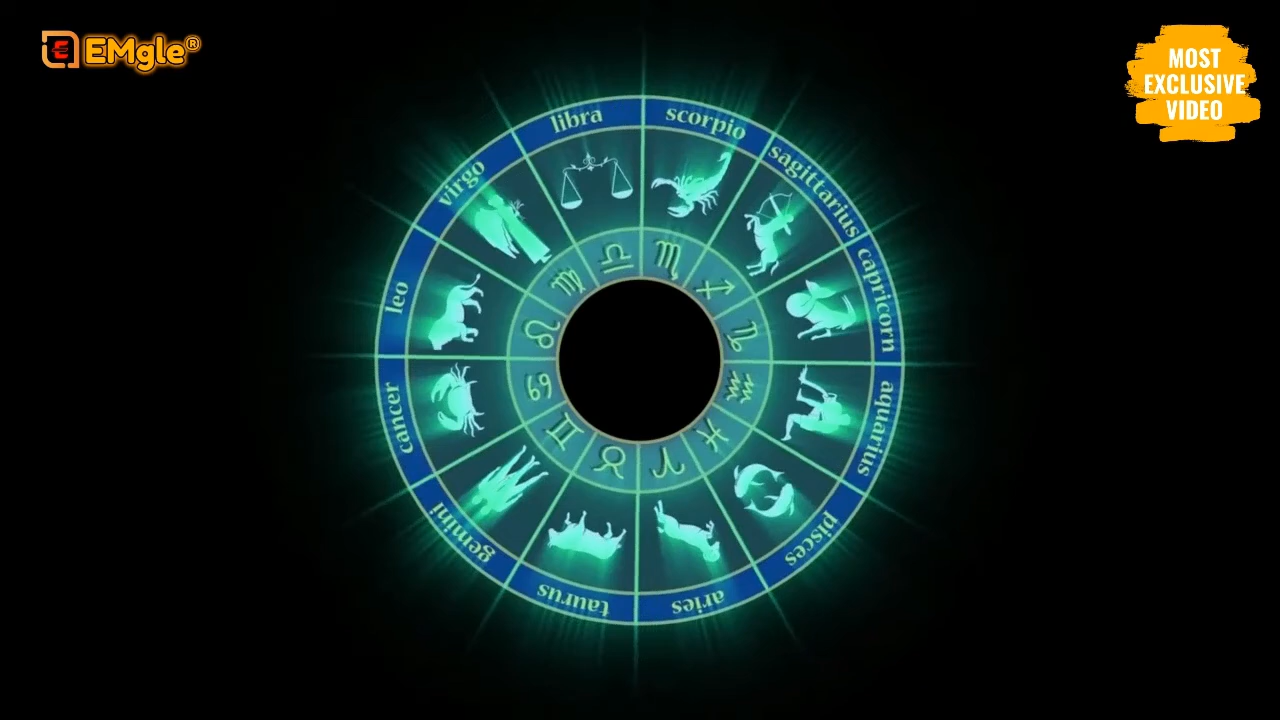 EMgle®
MOST
EXCLUSIVE
VIDEO
libra
scorpio
sagittarius
capricorn
aquarius
pisces
aries
taurus
gemini
cancer
leo
virgo